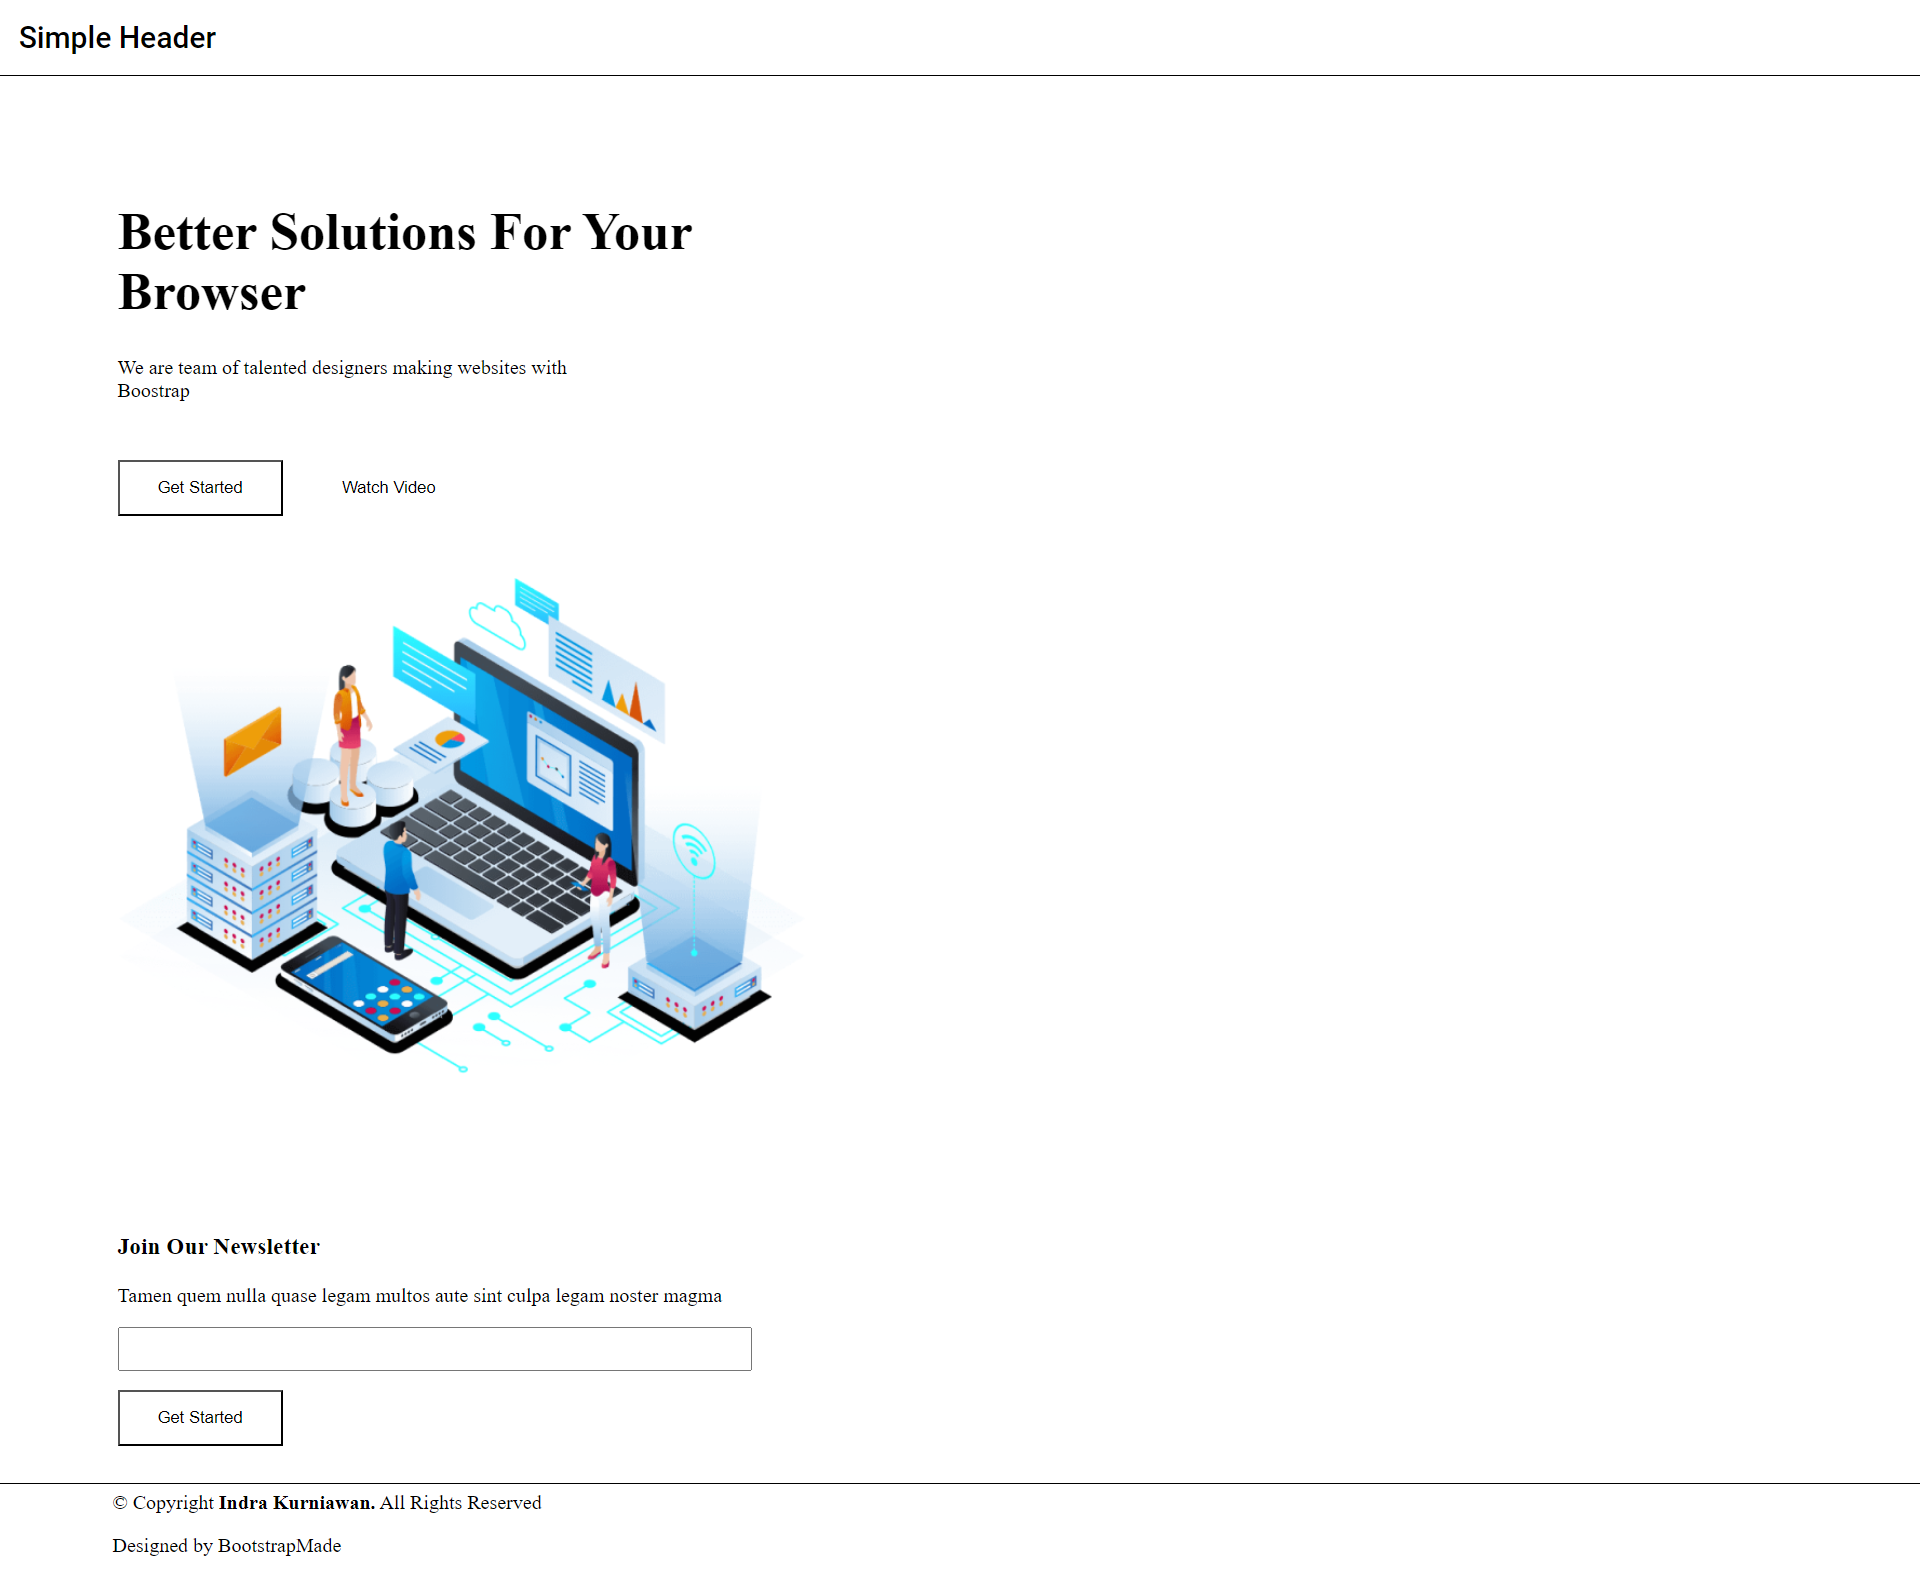 Simple Header
Better Solutions For Your
Browser
We are team of talented designers making websites with
Boostrap
Get Started
Watch Video
Join Our Newsletter
Tamen quem nulla quase legam multos aute sint culpa legam noster magma
Get Started
© Copyright Indra Kurniawan. All Rights Reserved
Designed by BootstrapMade